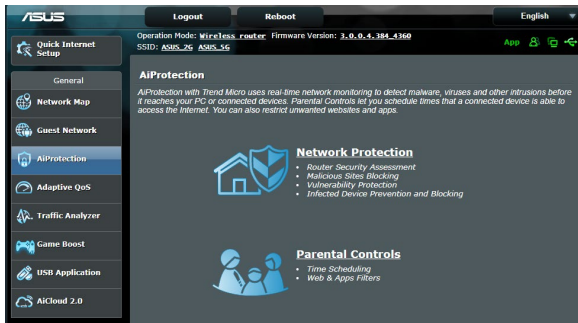 ASUS
Logout
Reboot
English
Quick Internet
Setup
Operation Mode: Wireless router Firmware Version: 3.0.0.4.384_4360
SSID: ASUS_2G ASUS_5G
App
General
Network Map
Guest Network
AiProtection
Adaptive QoS
Traffic Analyzer
Game Boost
USB Application
AiCloud 2.0
AiProtection
AiProtection with Trend Micro uses real-time network monitoring to detect malware, viruses and other intrusions before
it reaches your PC or connected devices. Parental Controls let you schedule times that a connected device is able to
access the Internet. You can also restrict unwanted websites and apps.
Network Protection
• Router Security Assessment
• Malicious Sites Blocking
• Vulnerability Protection
• Infected Device Prevention and Blocking
Parental Controls
• Time Scheduling
• Web & Apps Filters